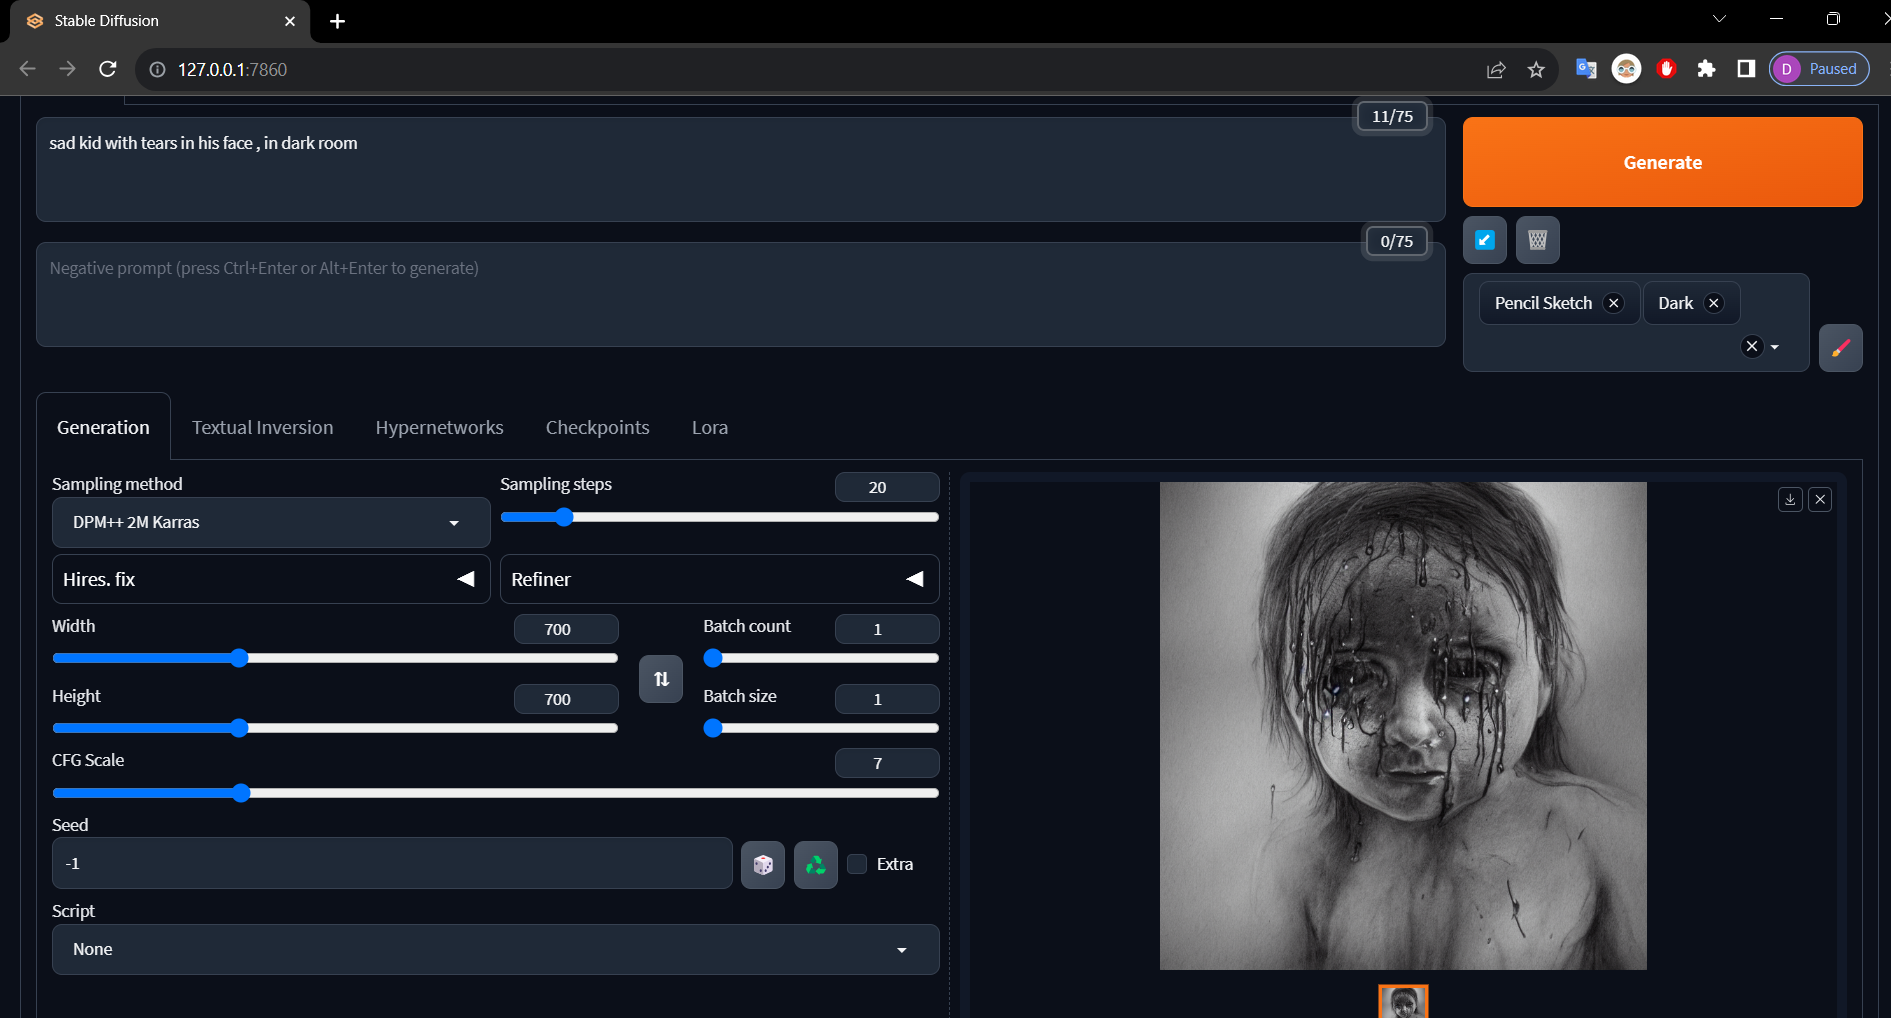 Stable Diffusion
127.0.0.1:7860
D Paused
11/75
sad kid with tears in his face , in dark room
Generate
0/75
Negative prompt (press Ctrl+Enter or Alt+Enter to generate)
Pencil Sketch
Dark
Generation Textual Inversion Hypernetworks Checkpoints Lora
Sampling method
DPM++ 2M Karras
Sampling steps
20
Hires. fix
Refiner
Width
700
Batch count
1
Height
700
Batch size
1
CFG Scale
7
Seed
-1
Extra
Script
None